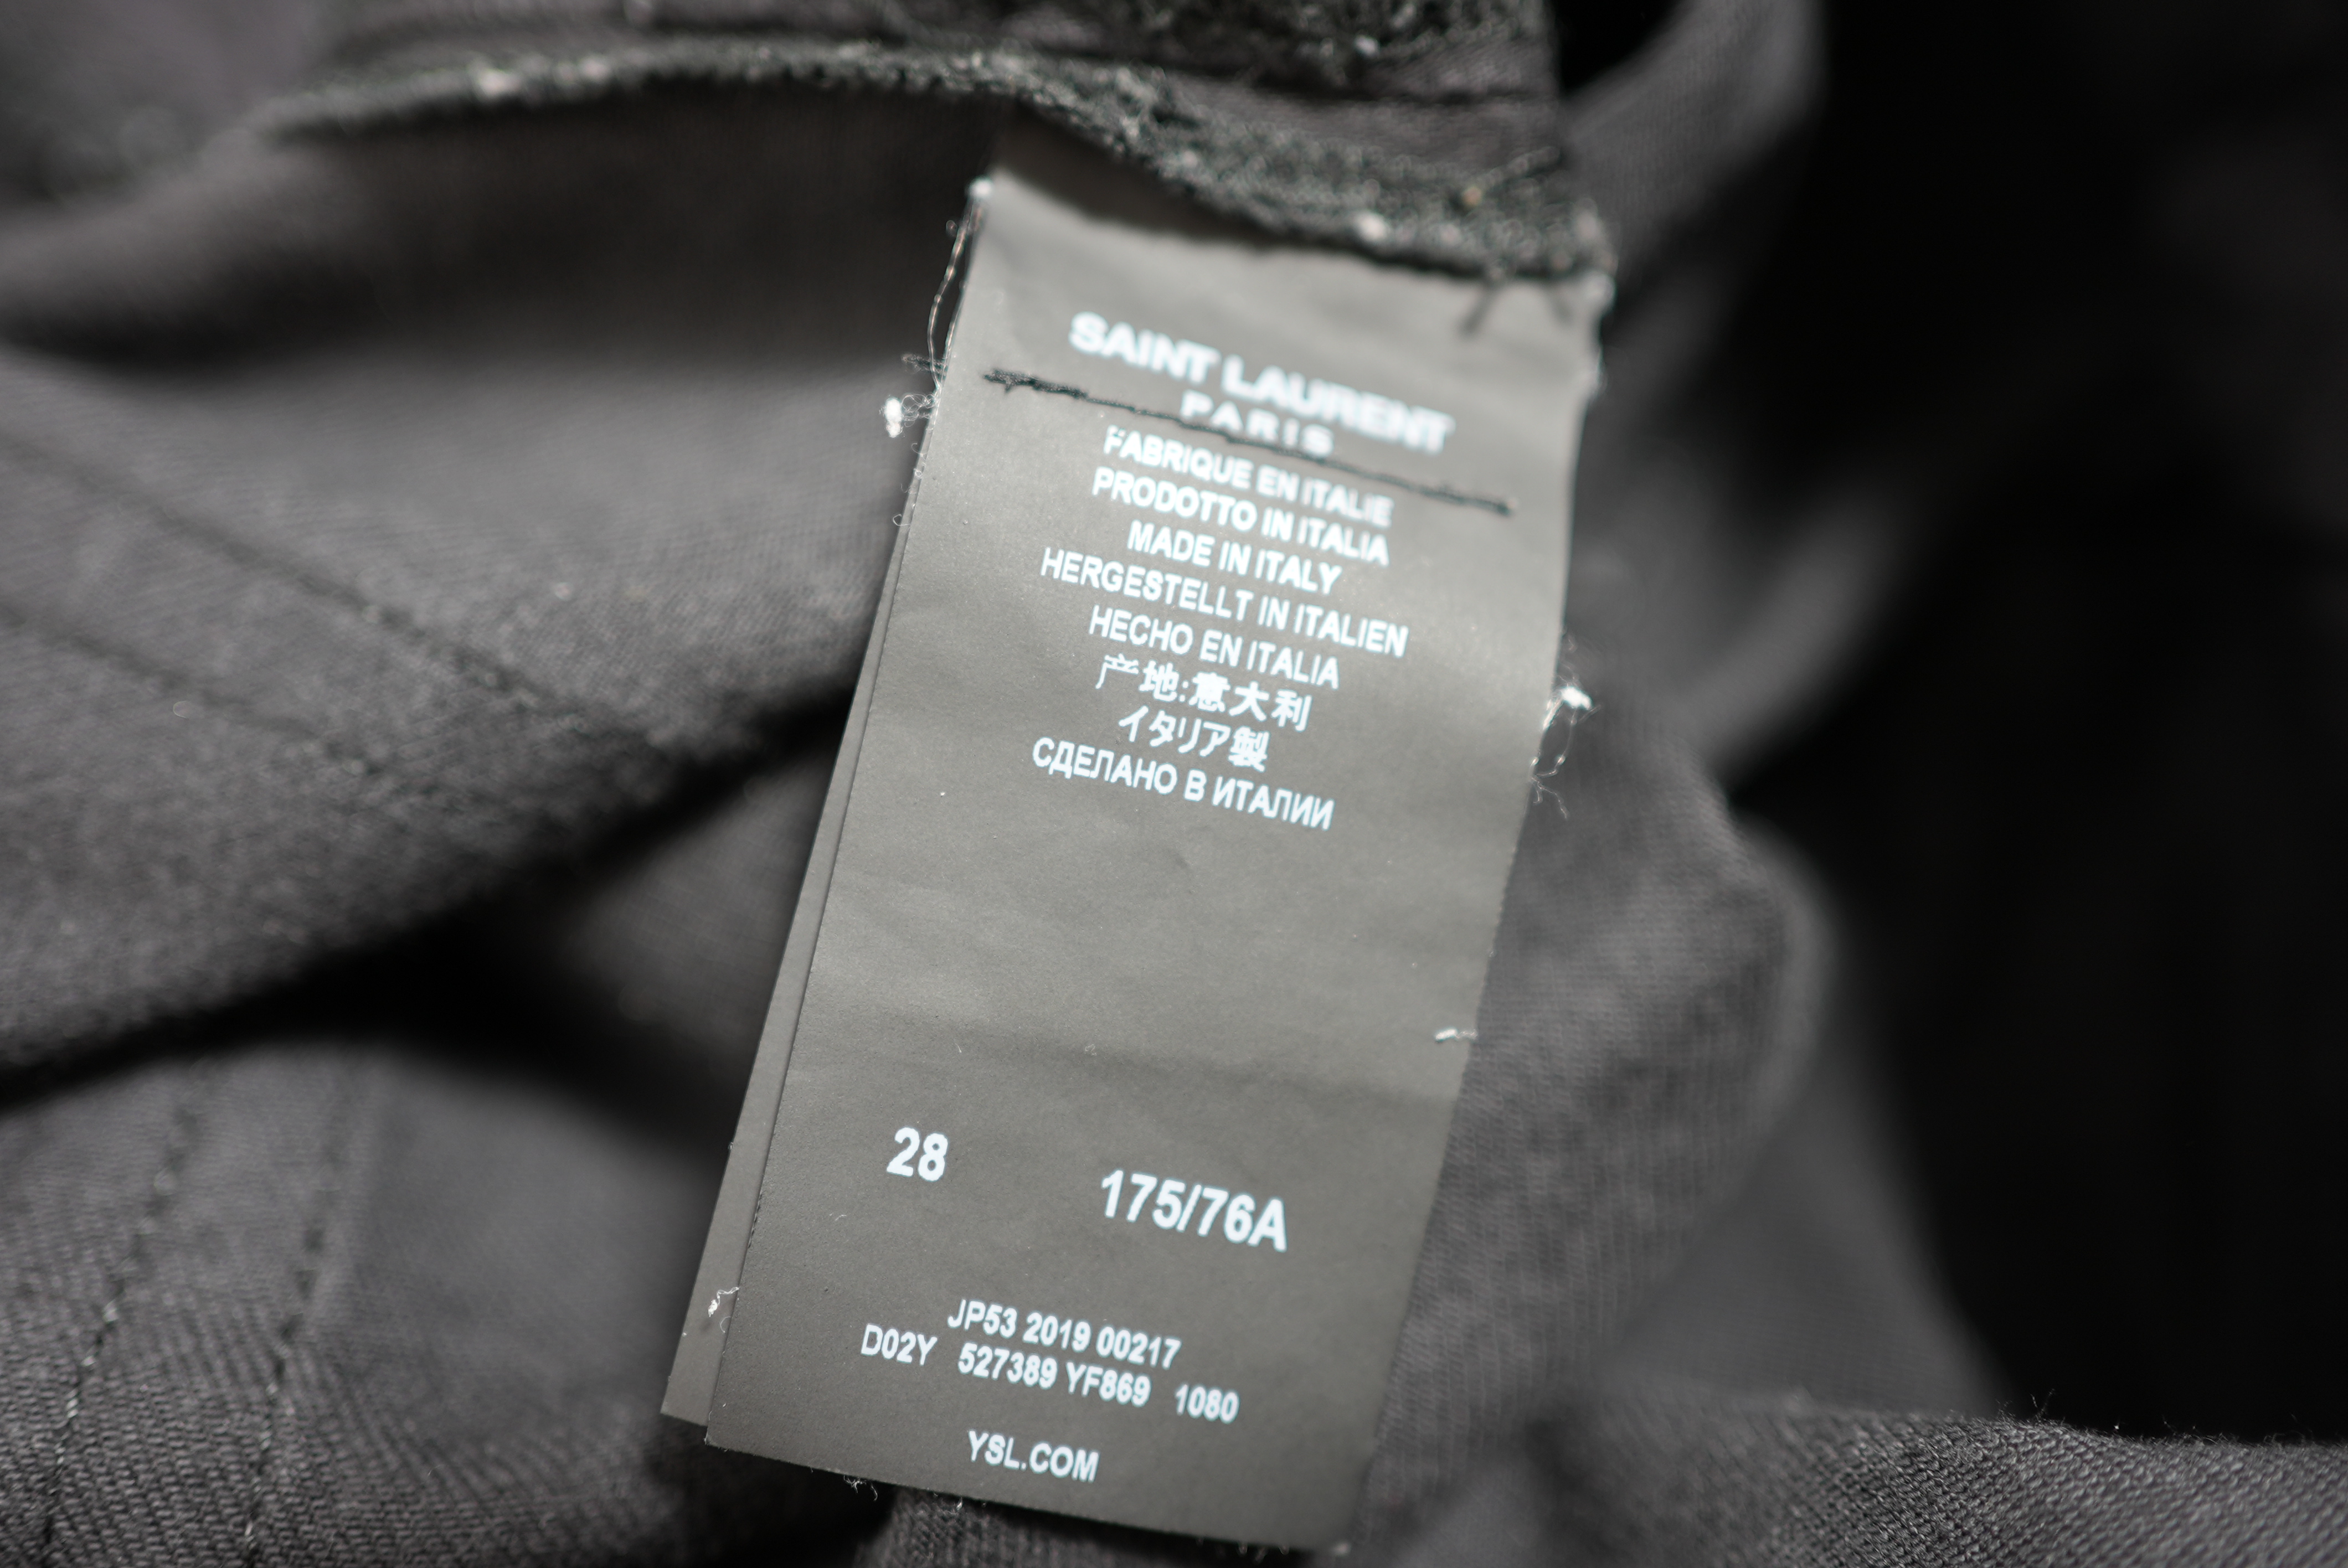 SAINT LAURENT
PARIS
FABRIQUE EN ITALIE
PRODOTTO IN ITALIA
MADE IN ITALY
HERGESTELLT IN ITALIEN
HECHO EN ITALIA
产地:意大利
イタリア製
СДЕЛАНО В ИТАЛИИ
28 175/76A
JP53 2019 00217
D02Y 527389 YF869 1080
YSL.COM